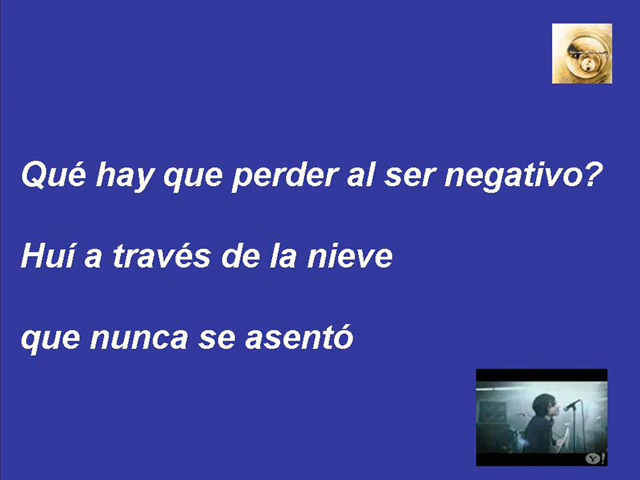 Qué hay que perder al ser negativo?
Huí a través de la nieve
que nunca se asentó
Y!